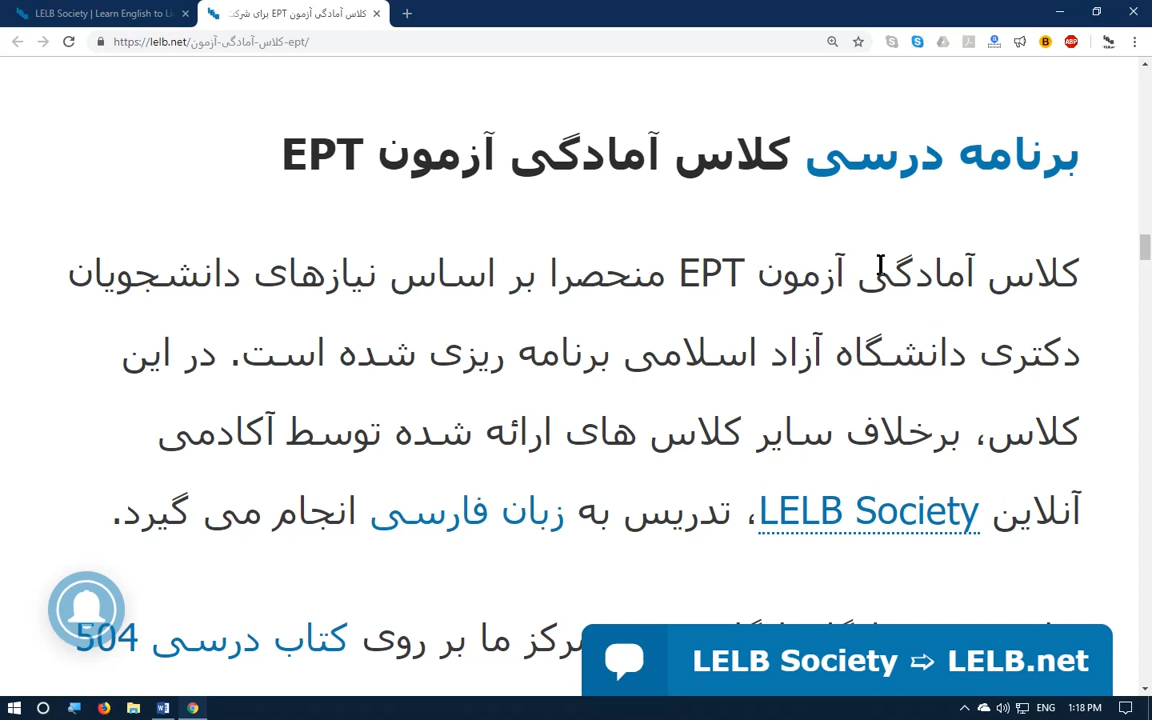 LELB Society | Learn English to Li
کلاس آمادگی آزمون EPT برای شرکت
https://lelb.net/کلاس-آمادگی-آزمون-ept/
برنامه درسی کلاس آمادگی آزمون EPT
کلاس آمادگی آزمون EPT منحصرا بر اساس نیازهای دانشجویان
دکتری دانشگاه آزاد اسلامی برنامه ریزی شده است. در این
کلاس، برخلاف سایر کلاس های ارائه شده توسط آکادمی
آنلاین LELB Society، تدریس به زبان فارسی انجام می گیرد.
مرکز ما بر روی کتاب درسی 504
LELB Society ⇨ LELB.net
ENG
1:18 PM